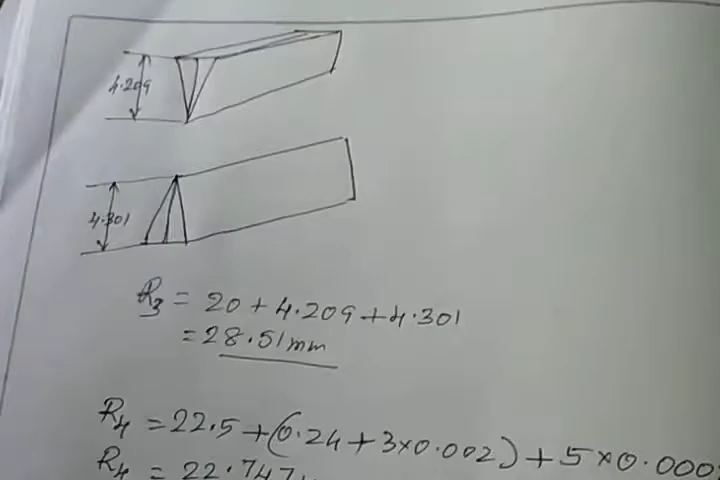 4.209
4.301
R3 = 20 + 4.209 + 4.301
= 28.51mm
R4 = 22.5 + (0.24 + 3×0.002) + 5×0.000
R4 = 22.747